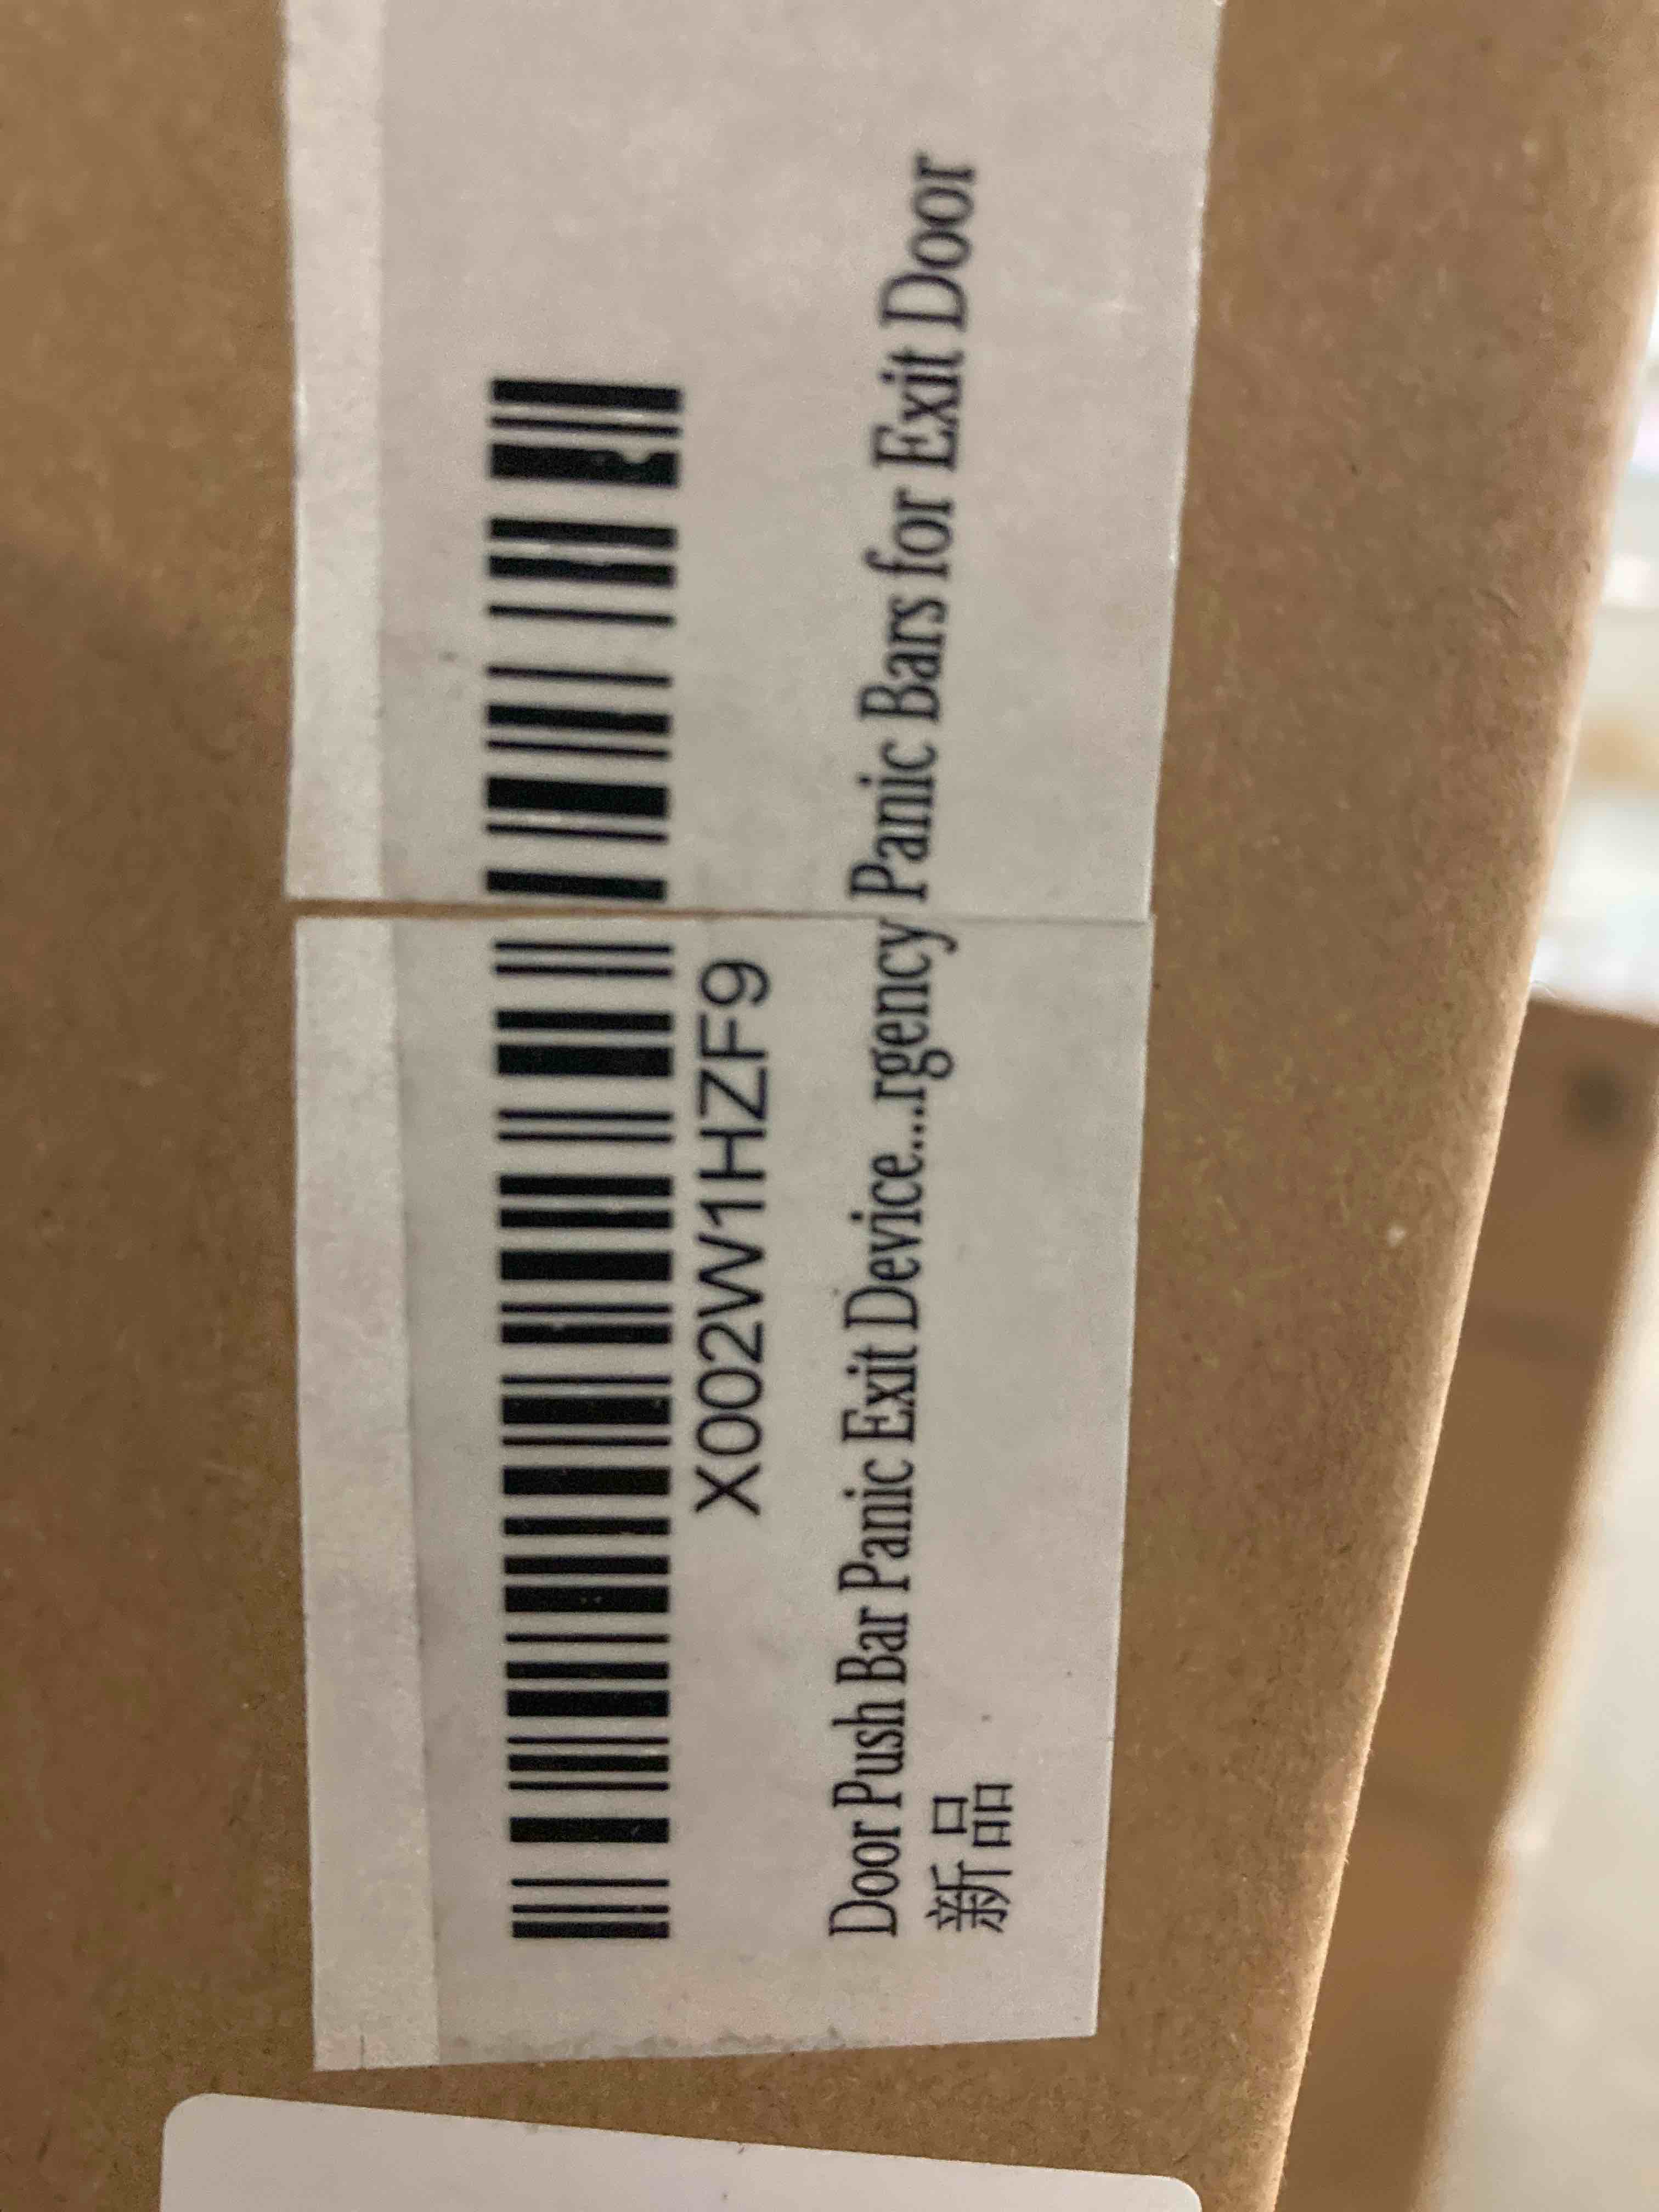 X002W1HZF9
Door Push Bar Panic Exit Device...rgency Panic Bars for Exit Door
新品